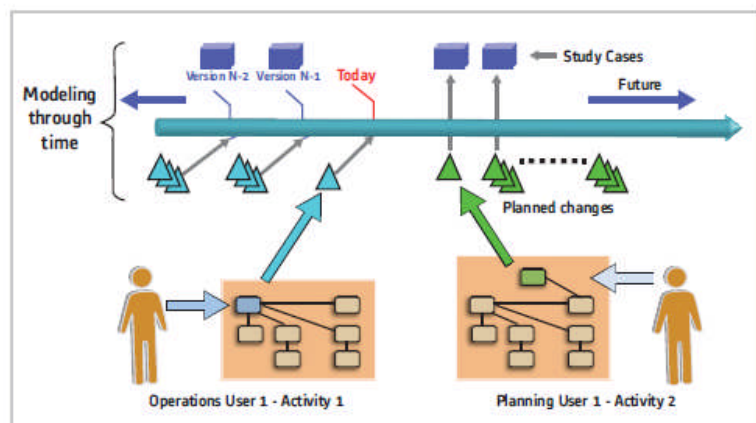 Modeling
through
time
Version N-2
Version N-1
Today
Study Cases
Future
Planned changes
Operations User 1 - Activity 1
Planning User 1 - Activity 2